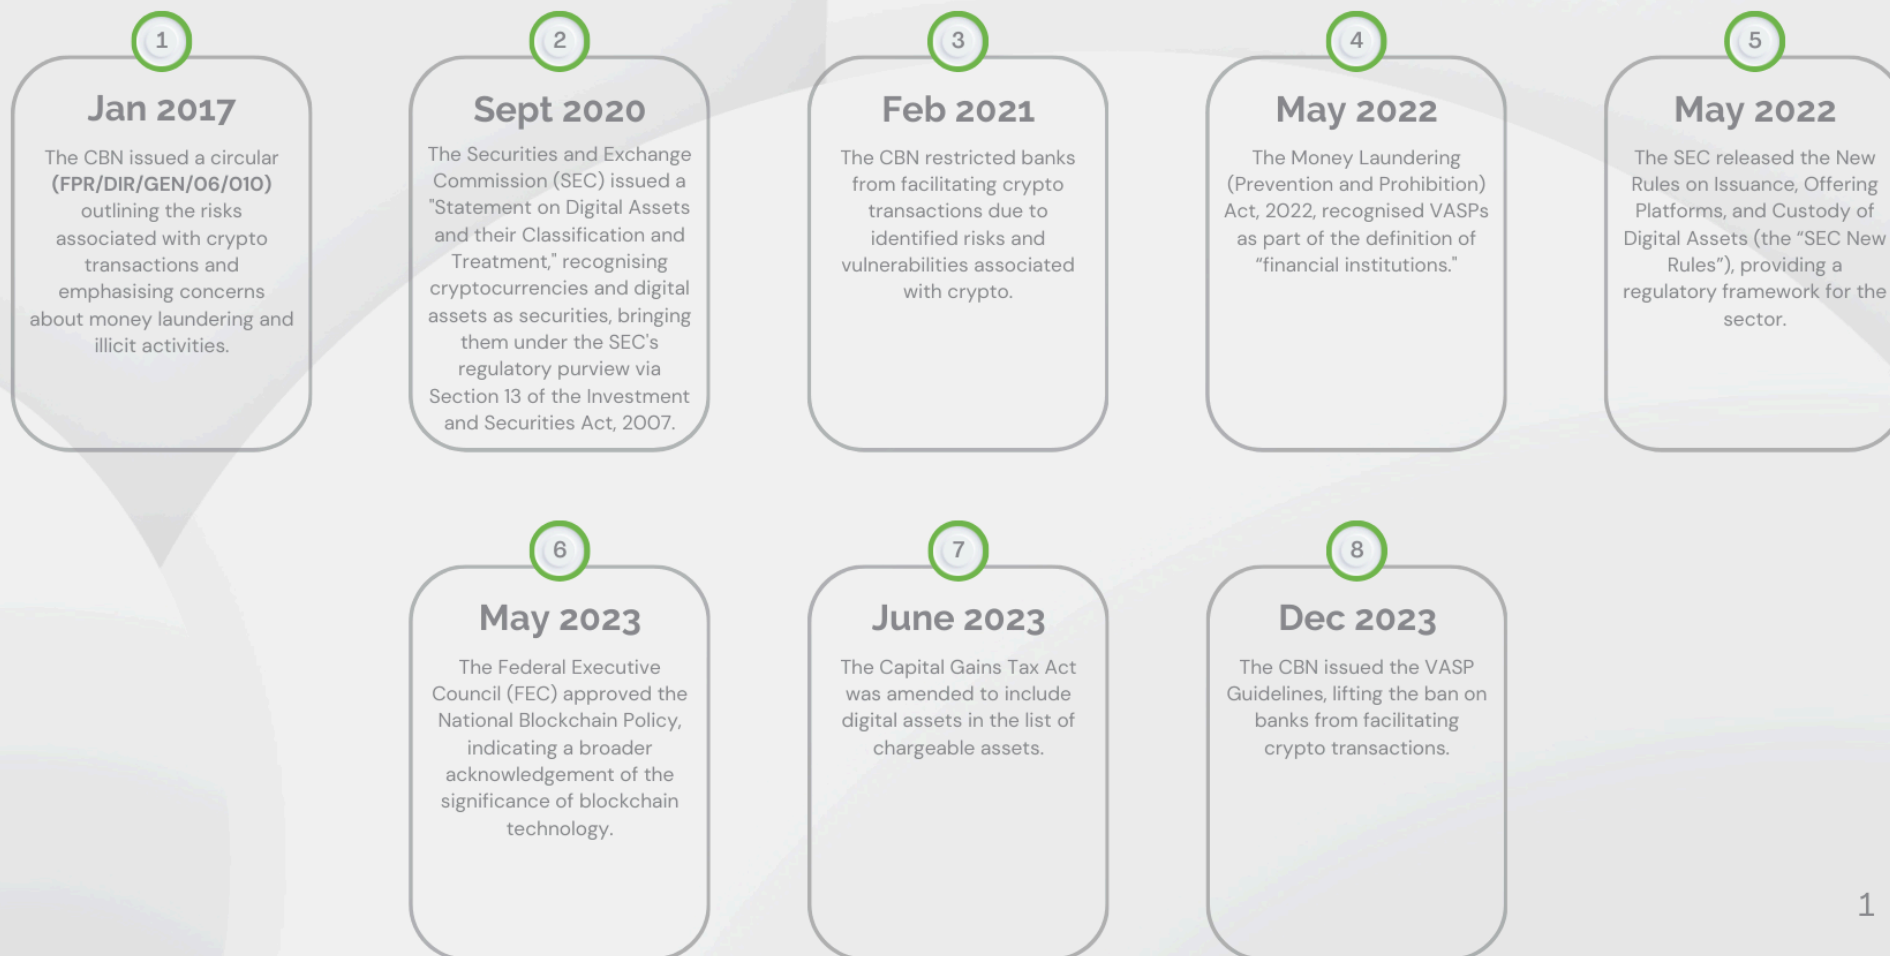 1
Jan 2017
The CBN issued a circular
(FPR/DIR/GEN/06/010)
outlining the risks
associated with crypto
transactions and
emphasising concerns
about money laundering and
illicit activities.
2
Sept 2020
The Securities and Exchange
Commission (SEC) issued a
"Statement on Digital Assets
and their Classification and
Treatment," recognising
cryptocurrencies and digital
assets as securities, bringing
them under the SEC's
regulatory purview via
Section 13 of the Investment
and Securities Act, 2007.
3
Feb 2021
The CBN restricted banks
from facilitating crypto
transactions due to
identified risks and
vulnerabilities associated
with crypto.
4
May 2022
The Money Laundering
(Prevention and Prohibition)
Act, 2022, recognised VASPs
as part of the definition of
“financial institutions."
5
May 2022
The SEC released the New
Rules on Issuance, Offering
Platforms, and Custody of
Digital Assets (the “SEC New
Rules”), providing a
regulatory framework for the
sector.
6
May 2023
The Federal Executive
Council (FEC) approved the
National Blockchain Policy,
indicating a broader
acknowledgement of the
significance of blockchain
technology.
7
June 2023
The Capital Gains Tax Act
was amended to include
digital assets in the list of
chargeable assets.
8
Dec 2023
The CBN issued the VASP
Guidelines, lifting the ban on
banks from facilitating
crypto transactions.
1